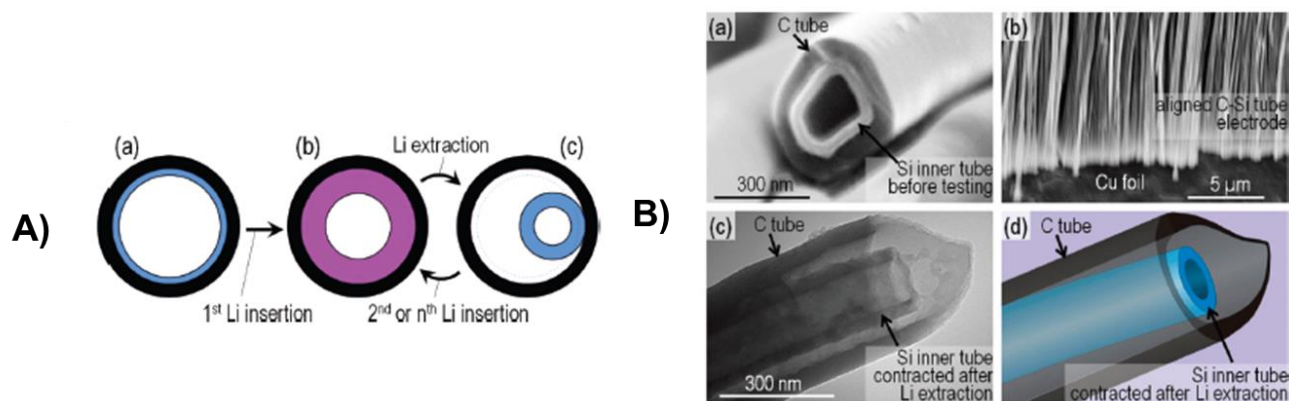 A)
(a)
(b)
Li extraction
(c)
1st Li insertion
2nd or nth Li insertion
B)
(a)
C tube
Si inner tube
before testing
300 nm
(b)
aligned C-Si tube
electrode
Cu foil
5 µm
(c)
C tube
Si inner tube
contracted after
Li extraction
300 nm
(d)
C tube
Si inner tube
contracted after Li extraction